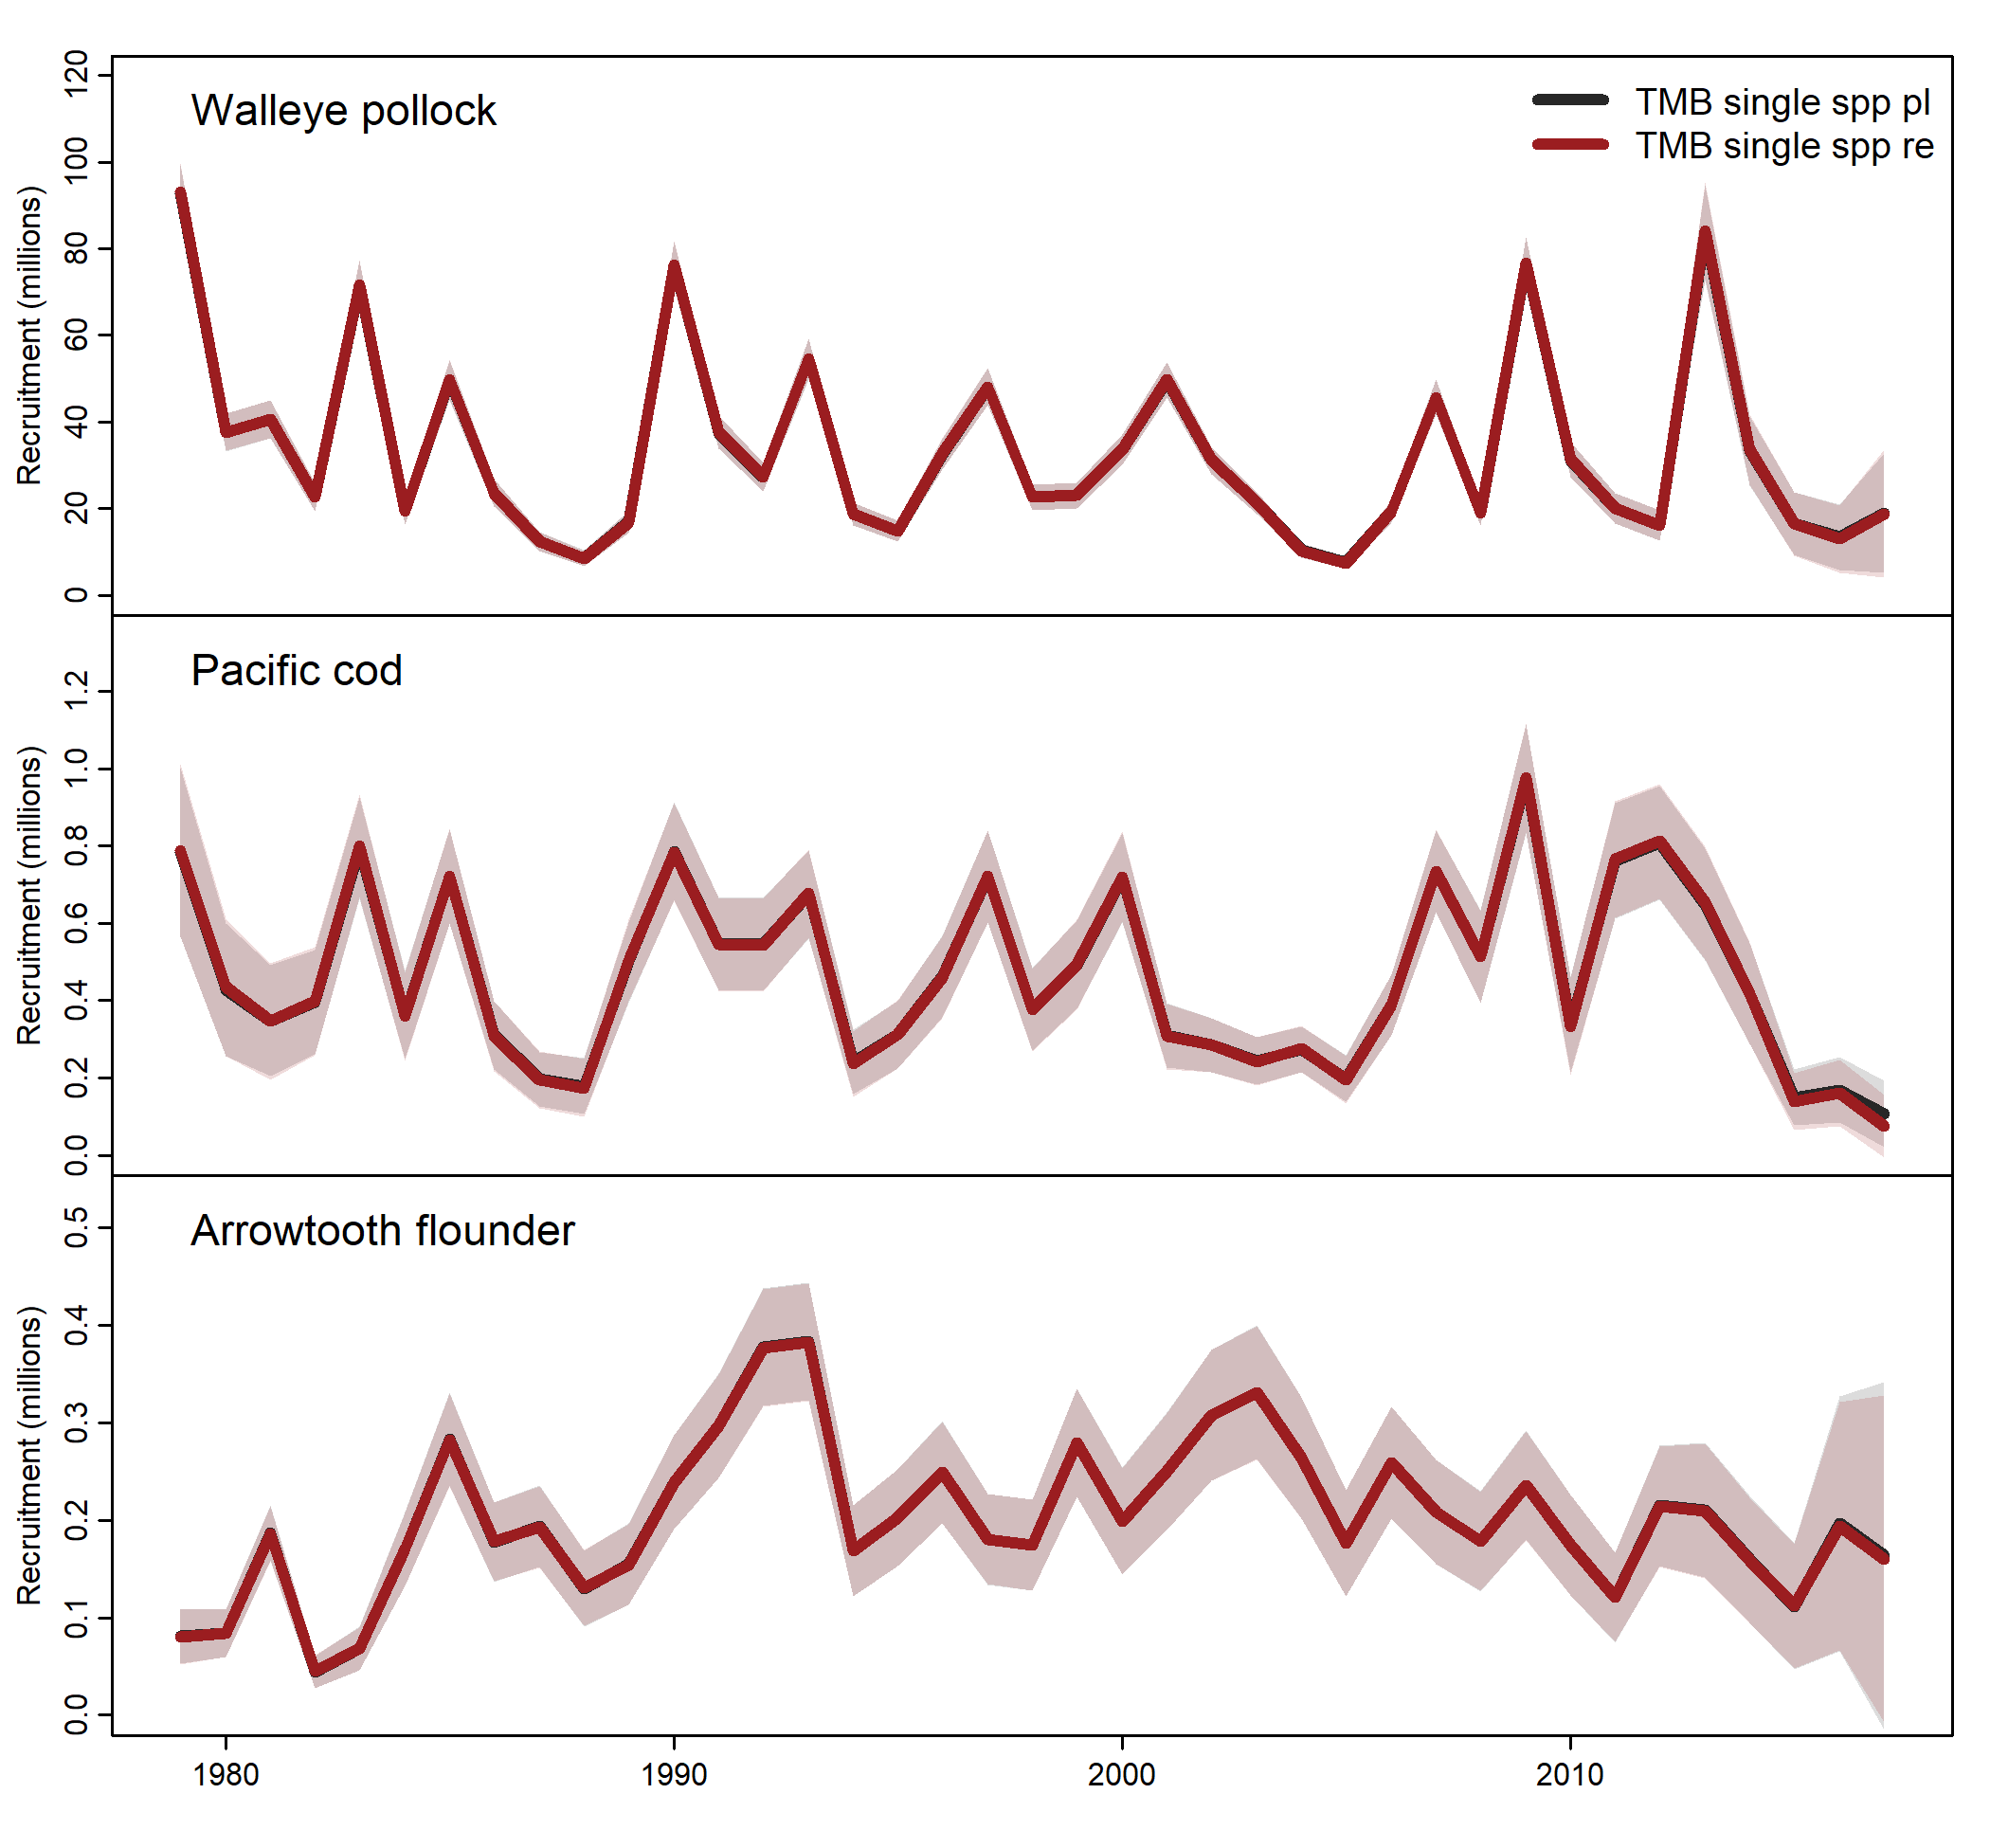 Walleye pollock
TMB single spp pl
TMB single spp re
Recruitment (millions)
120
100
80
60
40
20
0
Pacific cod
Recruitment (millions)
1.2
1.0
0.8
0.6
0.4
0.2
0.0
Arrowtooth flounder
Recruitment (millions)
0.5
0.4
0.3
0.2
0.1
0.0
1980 1990 2000 2010